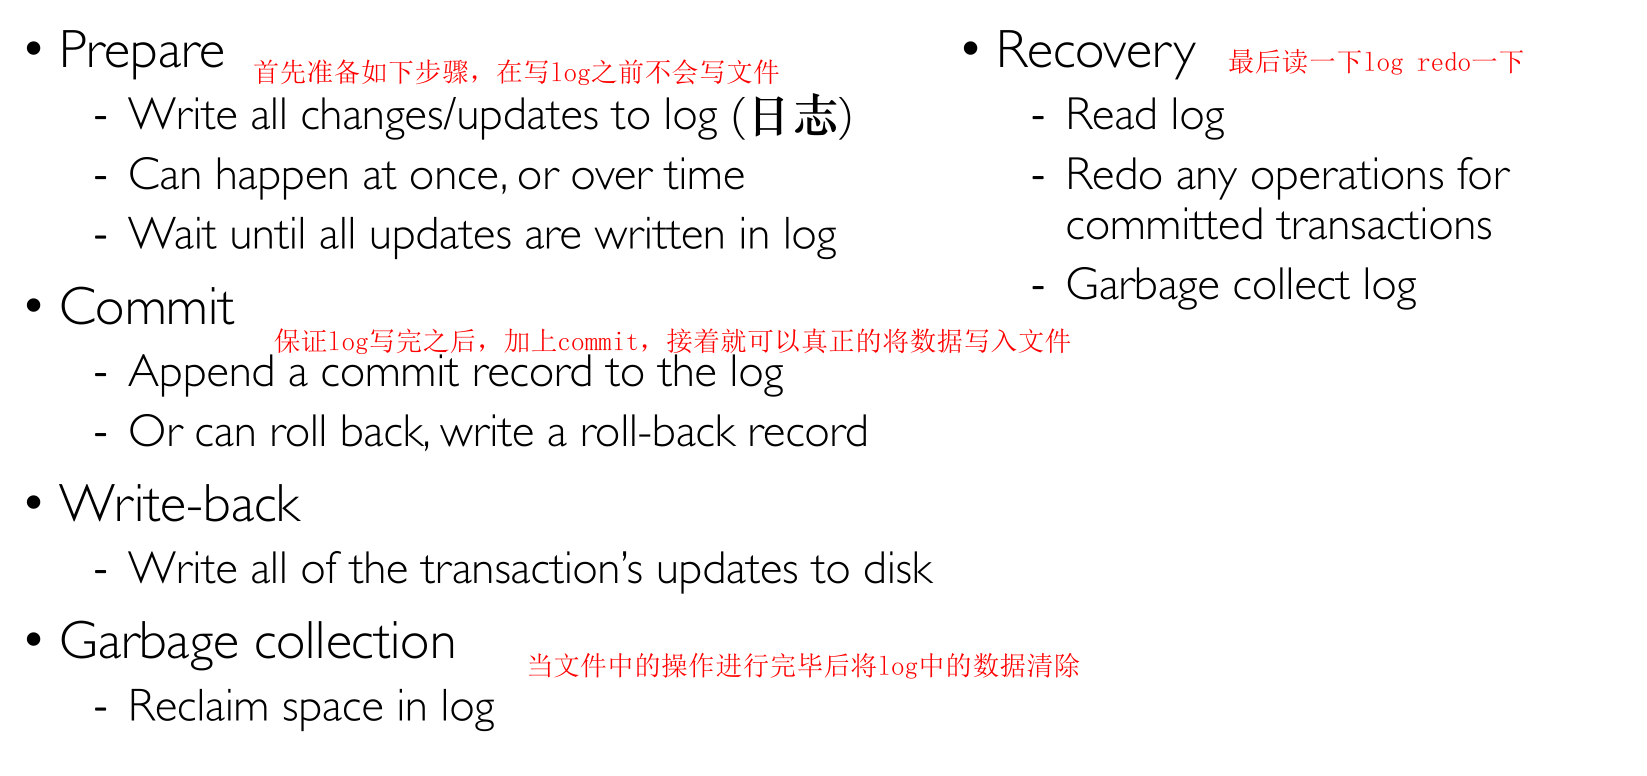 • Prepare
首先准备如下步骤，在写log之前不会写文件
- Write all changes/updates to log (日志)
- Can happen at once, or over time
- Wait until all updates are written in log
• Commit
保证log写完之后，加上commit，接着就可以真正的将数据写入文件
- Append a commit record to the log
- Or can roll back, write a roll-back record
• Write-back
- Write all of the transaction’s updates to disk
• Garbage collection
当文件中的操作进行完毕后将log中的数据清除
- Reclaim space in log
• Recovery
最后读一下log redo一下
- Read log
- Redo any operations for
committed transactions
- Garbage collect log